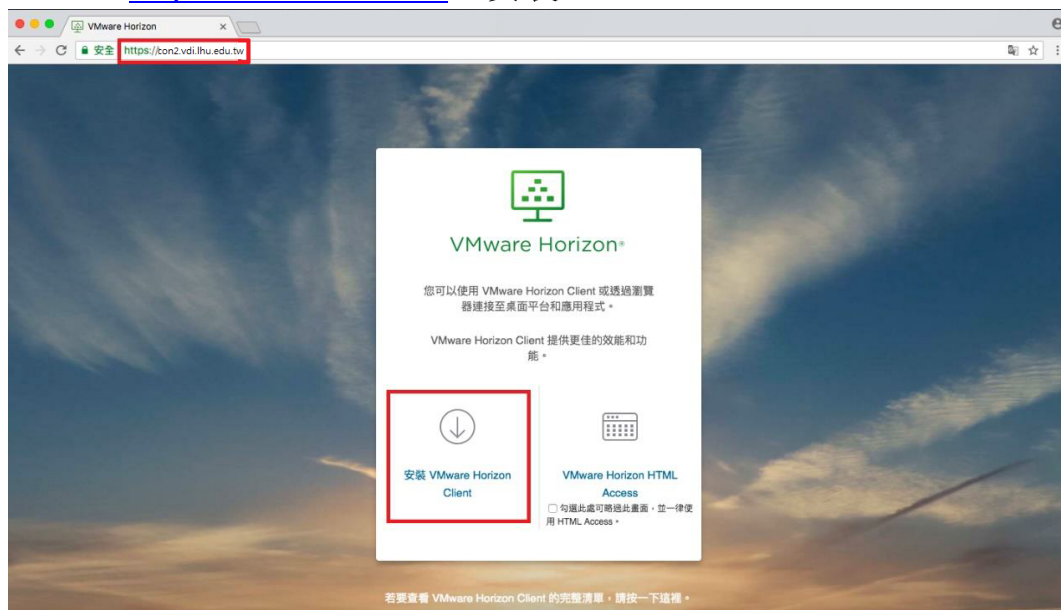 VMware Horizon
安全 https://con2.vdi.lhu.edu.tw
VMware Horizon®
您可以使用 VMware Horizon Client 或透過瀏覽
器連接至桌面平台和應用程式。
VMware Horizon Client 提供更佳的效能和功
能。
安裝 VMware Horizon
Client
VMware Horizon HTML
Access
勾選此處可略過此畫面，並一律使
用 HTML Access。
若要查看 VMware Horizon Client 的完整清單，請按一下這裡。